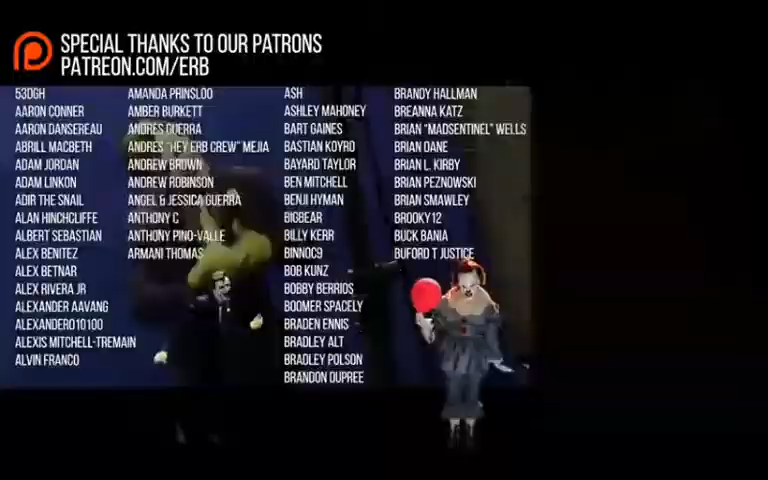 SPECIAL THANKS TO OUR PATRONS
PATREON.COM/ERB
53OGH
AARON CONNER
AARON DANSEREAU
ABRILL MACBETH
ADAM JORDAN
ADAM LINKON
ADIR THE SNAIL
ALAN HINCHCLIFFE
ALBERT SEBASTIAN
ALEX BENITEZ
ALEX BETNAR
ALEX RIVERA JR
ALEXANDER AAVANG
ALEXANDER010100
ALEXIS MITCHELL-TREMAIN
ALVIN FRANCO
AMANDA PRINSLOO
AMBER BURKETT
ANDRES GUERRA
ANDRES "HEY ERB CREW" MEJIA
ANDREW BROWN
ANDREW ROBINSON
ANGEL & JESSICA GUERRA
ANTHONY C
ANTHONY PINO-VALLE
ARMANI THOMAS
ASH
ASHLEY MAHONEY
BART GAINES
BASTIAN KOYRO
BAYARD TAYLOR
BEN MITCHELL
BENJI HYMAN
BIGBEAR
BILLY KERR
BINNOC9
BOB KUNZ
BOBBY BERRIOS
BOOMER SPACELY
BRADEN ENNIS
BRADLEY ALT
BRADLEY POLSON
BRANDON DUPREE
BRANDY HALLMAN
BREANNA KATZ
BRIAN "MADSENTINEL" WELLS
BRIAN DANE
BRIAN L. KIRBY
BRIAN PEZNOWSKI
BRIAN SMAWLEY
BROOKY12
BUCK BANIA
BUFORD T JUSTICE